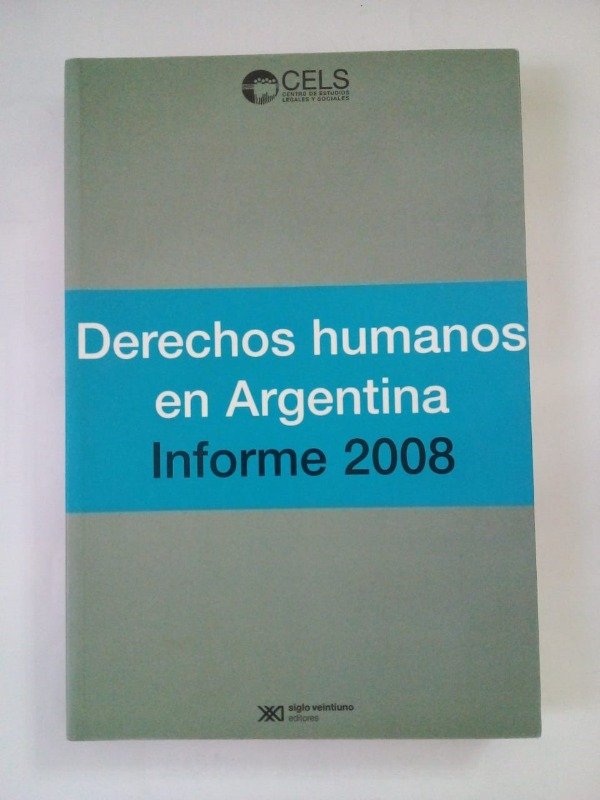 CELS
CENTRO DE ESTUDIOS
LEGALES Y SOCIALES
Derechos humanos
en Argentina
Informe 2008
siglo veintiuno
editores